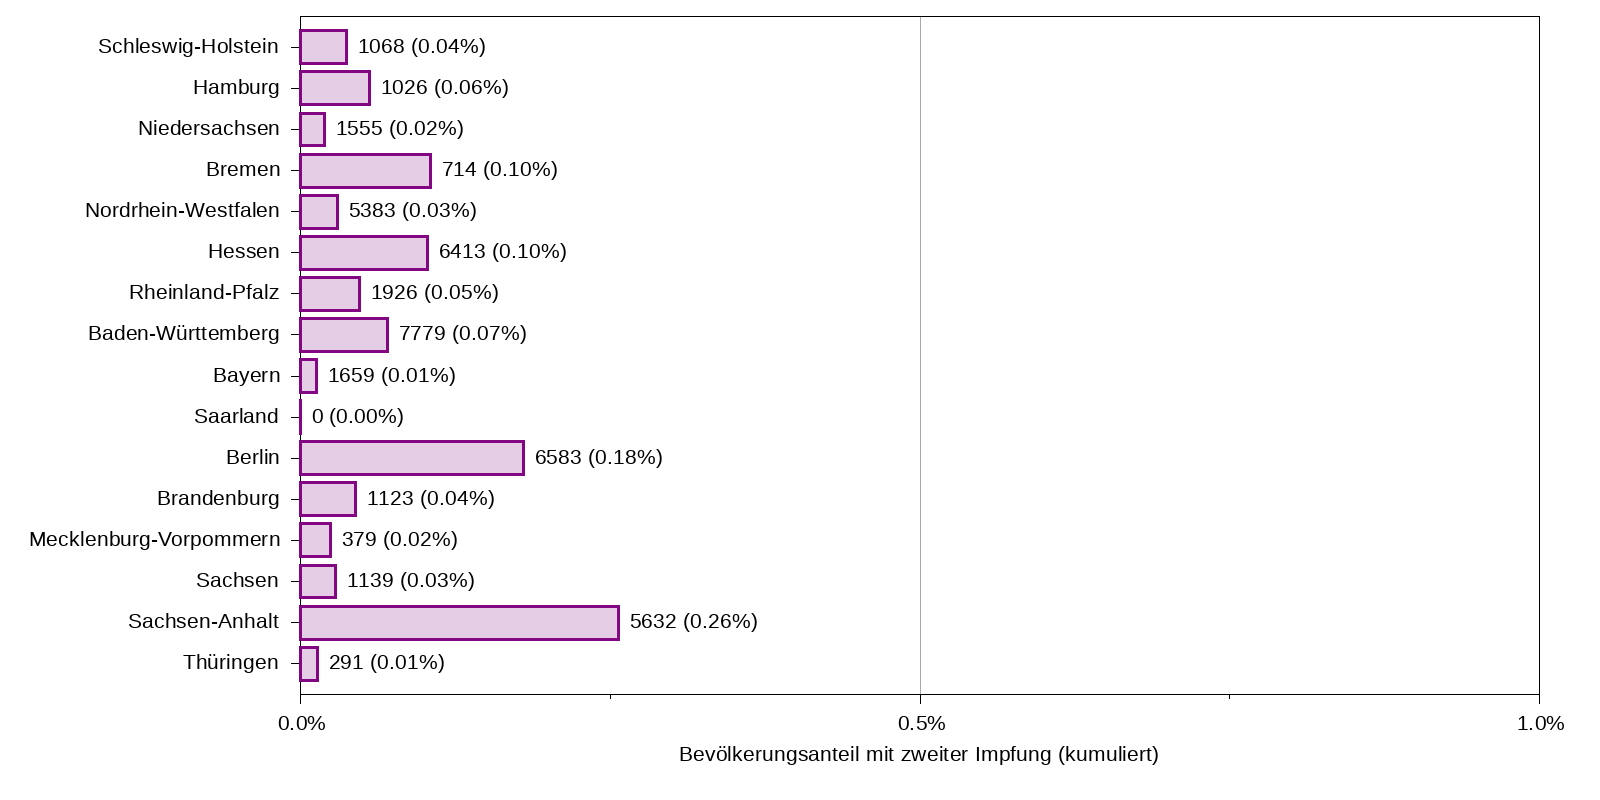 Schleswig-Holstein 1068 (0.04%)
Hamburg 1026 (0.06%)
Niedersachsen 1555 (0.02%)
Bremen 714 (0.10%)
Nordrhein-Westfalen 5383 (0.03%)
Hessen 6413 (0.10%)
Rheinland-Pfalz 1926 (0.05%)
Baden-Württemberg 7779 (0.07%)
Bayern 1659 (0.01%)
Saarland 0 (0.00%)
Berlin 6583 (0.18%)
Brandenburg 1123 (0.04%)
Mecklenburg-Vorpommern 379 (0.02%)
Sachsen 1139 (0.03%)
Sachsen-Anhalt 5632 (0.26%)
Thüringen 291 (0.01%)
0.0% 0.5% 1.0%
Bevölkerungsanteil mit zweiter Impfung (kumuliert)